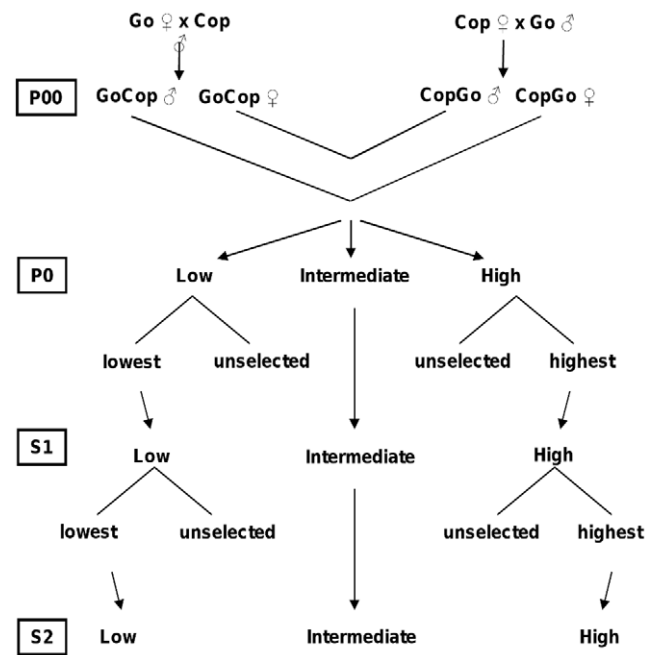 Go ♀ x Cop ♂ Cop ♀ x Go ♂
P00 GoCop ♂ GoCop ♀ CopGo ♂ CopGo ♀
P0 Low Intermediate High
lowest unselected unselected highest
S1 Low Intermediate High
lowest unselected unselected highest
S2 Low Intermediate High